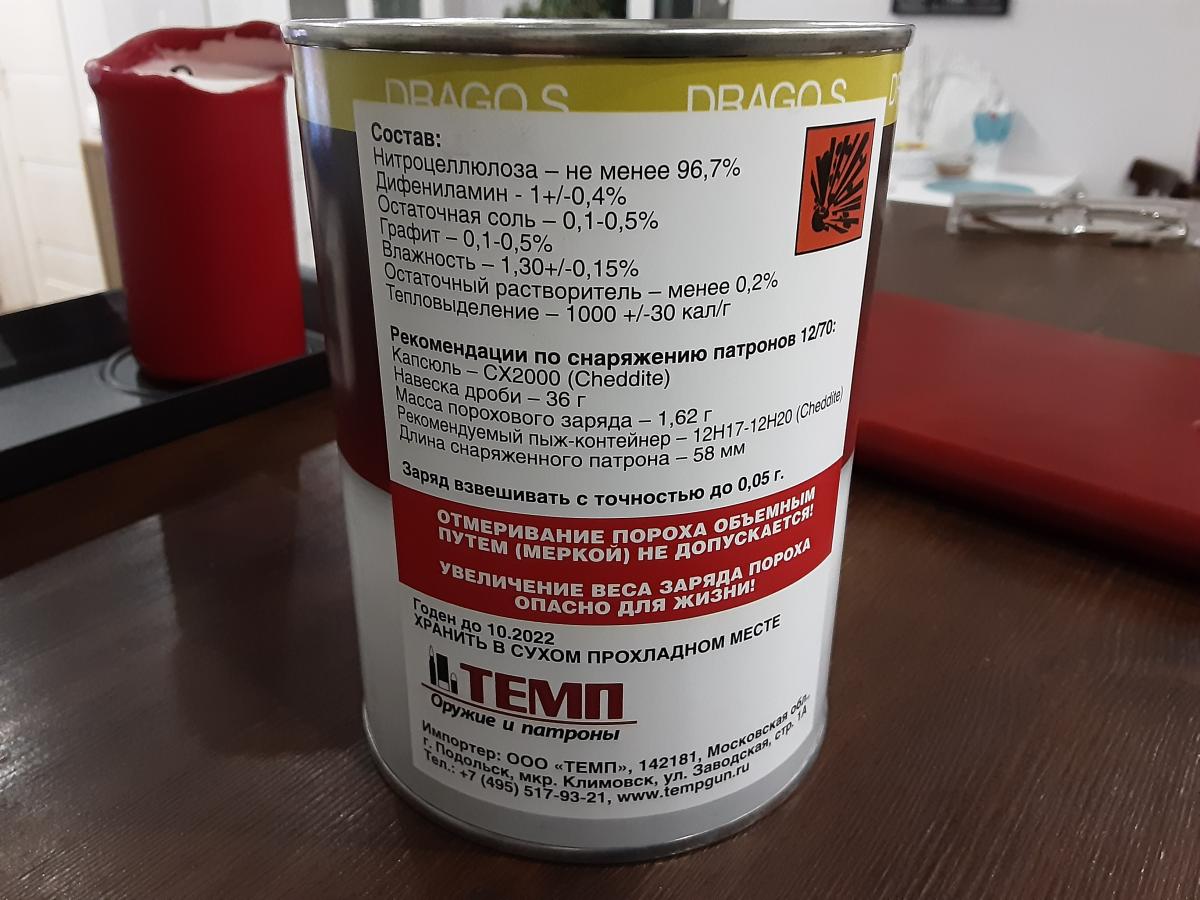 DRAGO S DRAGO S DR
Состав:
Нитроцеллюлоза – не менее 96,7%
Дифениламин - 1+/-0,4%
Остаточная соль – 0,1-0,5%
Графит – 0,1-0,5%
Влажность – 1,30+/-0,15%
Остаточный растворитель – менее 0,2%
Тепловыделение – 1000 +/-30 кал/г
Рекомендации по снаряжению патронов 12/70:
Капсюль – CX2000 (Cheddite)
Навеска дроби – 36 г
Масса порохового заряда – 1,62 г
Рекомендуемый пыж-контейнер – 12Н17-12Н20 (Cheddite)
Длина снаряженного патрона – 58 мм
Заряд взвешивать с точностью до 0,05 г.
ОТМЕРИВАНИЕ ПОРОХА ОБЪЕМНЫМ
ПУТЕМ (МЕРКОЙ) НЕ ДОПУСКАЕТСЯ!
УВЕЛИЧЕНИЕ ВЕСА ЗАРЯДА ПОРОХА
ОПАСНО ДЛЯ ЖИЗНИ!
Годен до 10.2022
ХРАНИТЬ В СУХОМ ПРОХЛАДНОМ МЕСТЕ
ТЕМП
Оружие и патроны
Импортер: ООО «ТЕМП», 142181, Московская обл.,
г. Подольск, мкр. Климовск, ул. Заводская, стр. 1А
Тел.: +7 (495) 517-93-21, www.tempgun.ru